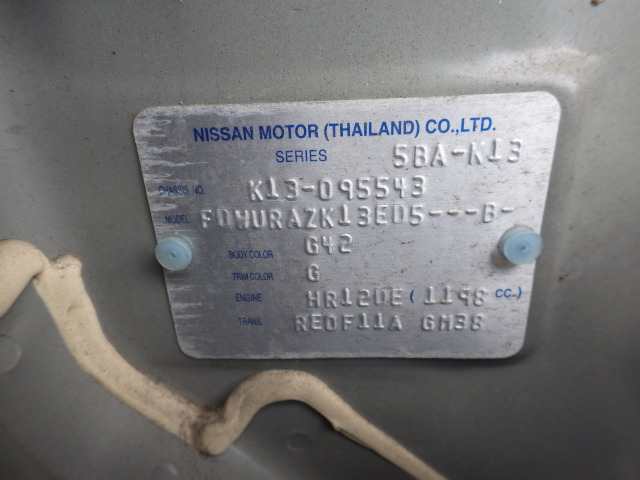 NISSAN MOTOR (THAILAND) CO.,LTD.
SERIES 5BA-K13
CHASSIS NO. K13-095543
MODEL FDWURAZK13ED5---B-
BODY COLOR G42
TRIM COLOR G
ENGINE HR12DE (1198 CC.)
TRANS. RE0F11A GH38